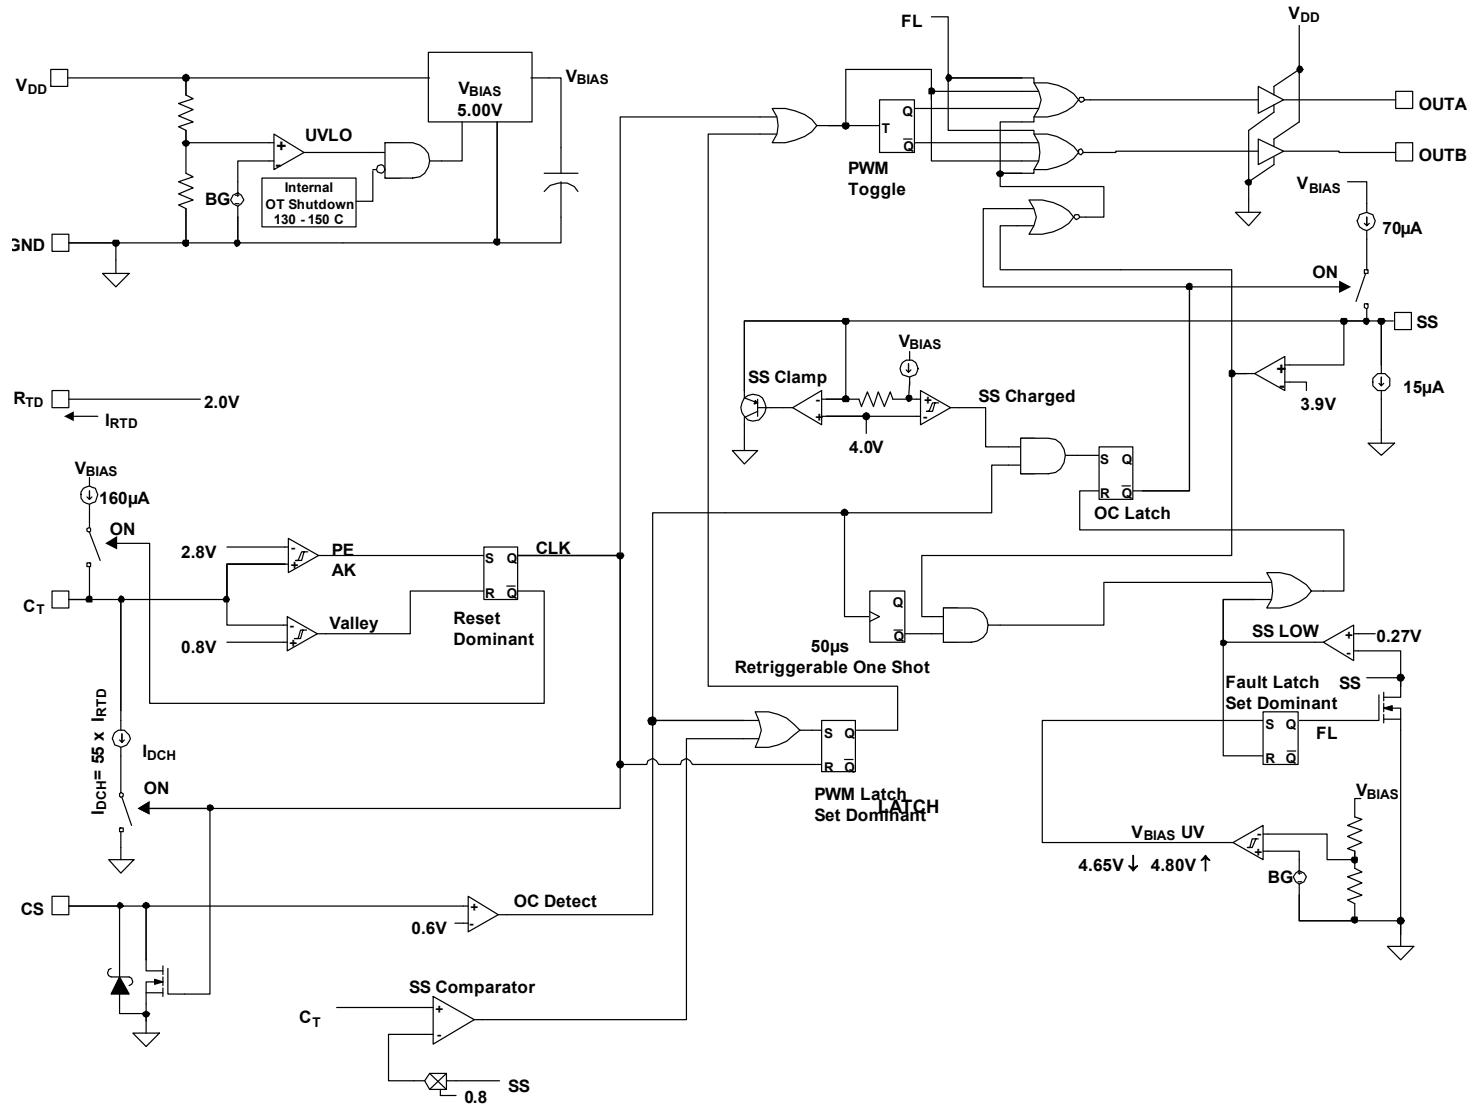 FL
VDD
VDD
VBIAS
5.00V
VBIAS
Q
T
Q
OUTA
OUTB
PWM
Toggle
UVLO
+
-
BG
Internal
OT Shutdown
130 - 150 C
VBIAS
70µA
GND
ON
SS
VBIAS
SS Clamp
-
+
+
-
4.0V
SS Charged
+
-
3.9V
15µA
RTD
2.0V
IRTD
VBIAS
160µA
ON
S Q
R Q
OC Latch
2.8V
-
+
PE
AK
S Q
R Q
CLK
CT
Valley
0.8V
-
+
Reset
Dominant
Q
Q
50µs
Retriggerable One Shot
SS LOW
+
-
0.27V
SS
Fault Latch
Set Dominant
S Q
R Q
FL
IDCH= 55 x IRTD
IDCH
ON
S Q
R Q
PWM Latch
Set Dominant
LATCH
VBIAS
VBIAS UV
-
+
4.65V↓ 4.80V↑
BG
CS
+
-
0.6V
OC Detect
SS Comparator
CT
+
-
SS
0.8